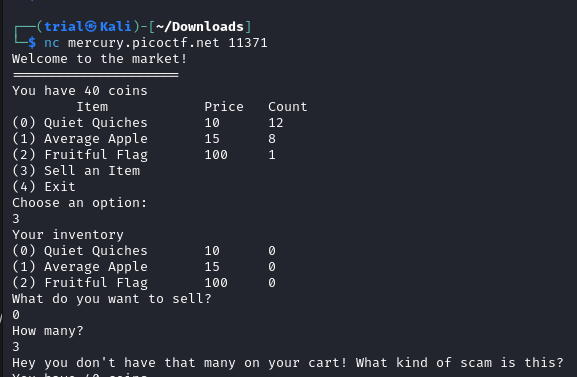 ┌──(trial㉿Kali)-[~/Downloads]
└─$ nc mercury.picoctf.net 11371
Welcome to the market!
=====================
You have 40 coins
        Item            Price   Count
(0) Quiet Quiches       10      12
(1) Average Apple       15      8
(2) Fruitful Flag       100     1
(3) Sell an Item
(4) Exit
Choose an option:
3
Your inventory
(0) Quiet Quiches       10      0
(1) Average Apple       15      0
(2) Fruitful Flag       100     0
What do you want to sell?
0
How many?
3
Hey you don't have that many on your cart! What kind of scam is this?
You have 40 coins